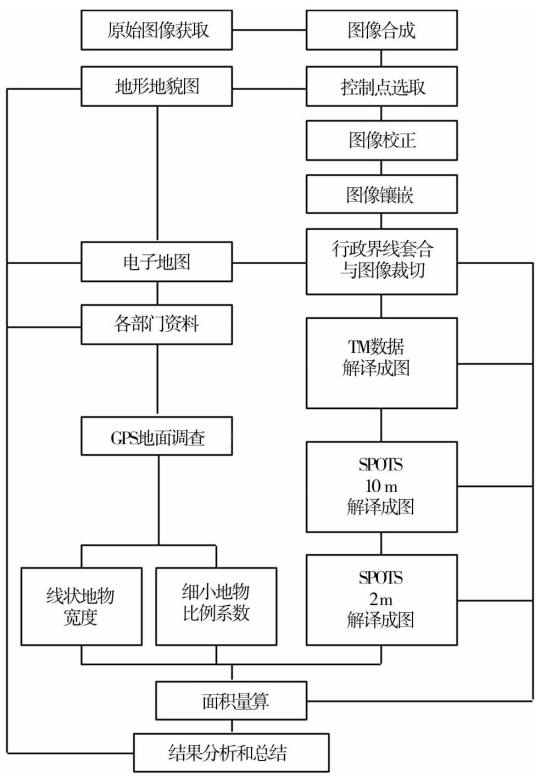 原始图像获取
图像合成
地形地貌图
控制点选取
图像校正
图像镶嵌
电子地图
行政界线套合
与图像裁切
各部门资料
TM数据
解译成图
GPS地面调查
SPOTS
10 m
解译成图
线状地物
宽度
细小地物
比例系数
SPOTS
2 m
解译成图
面积量算
结果分析和总结